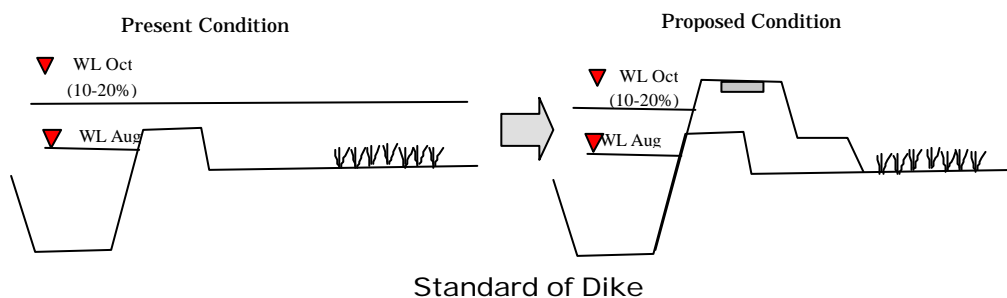 Present Condition
WL Oct
(10-20%)
WL Aug
Proposed Condition
WL Oct
(10-20%)
WL Aug
Standard of Dike